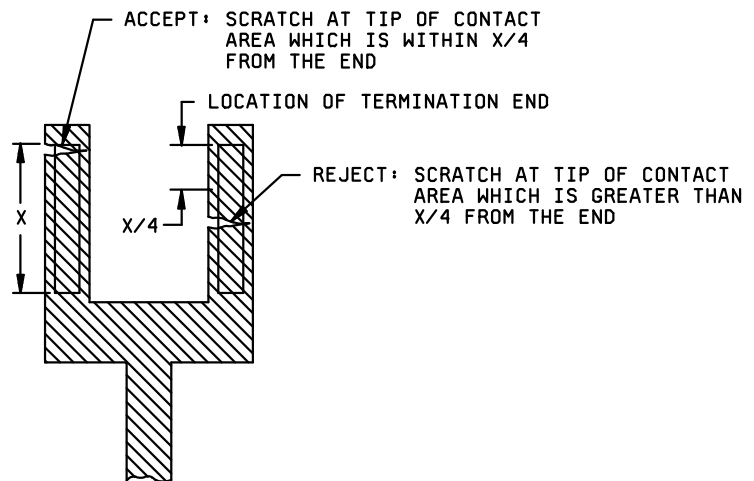 ACCEPT: SCRATCH AT TIP OF CONTACT
AREA WHICH IS WITHIN X/4
FROM THE END
LOCATION OF TERMINATION END
REJECT: SCRATCH AT TIP OF CONTACT
AREA WHICH IS GREATER THAN
X/4 FROM THE END
X
X/4